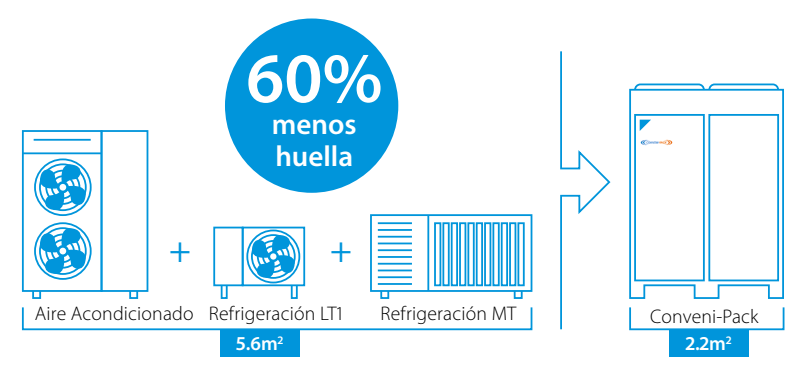 60%
menos
huella
Aire Acondicionado
Refrigeración LT1
Refrigeración MT
Conveni-Pack
5.6m²
2.2m²